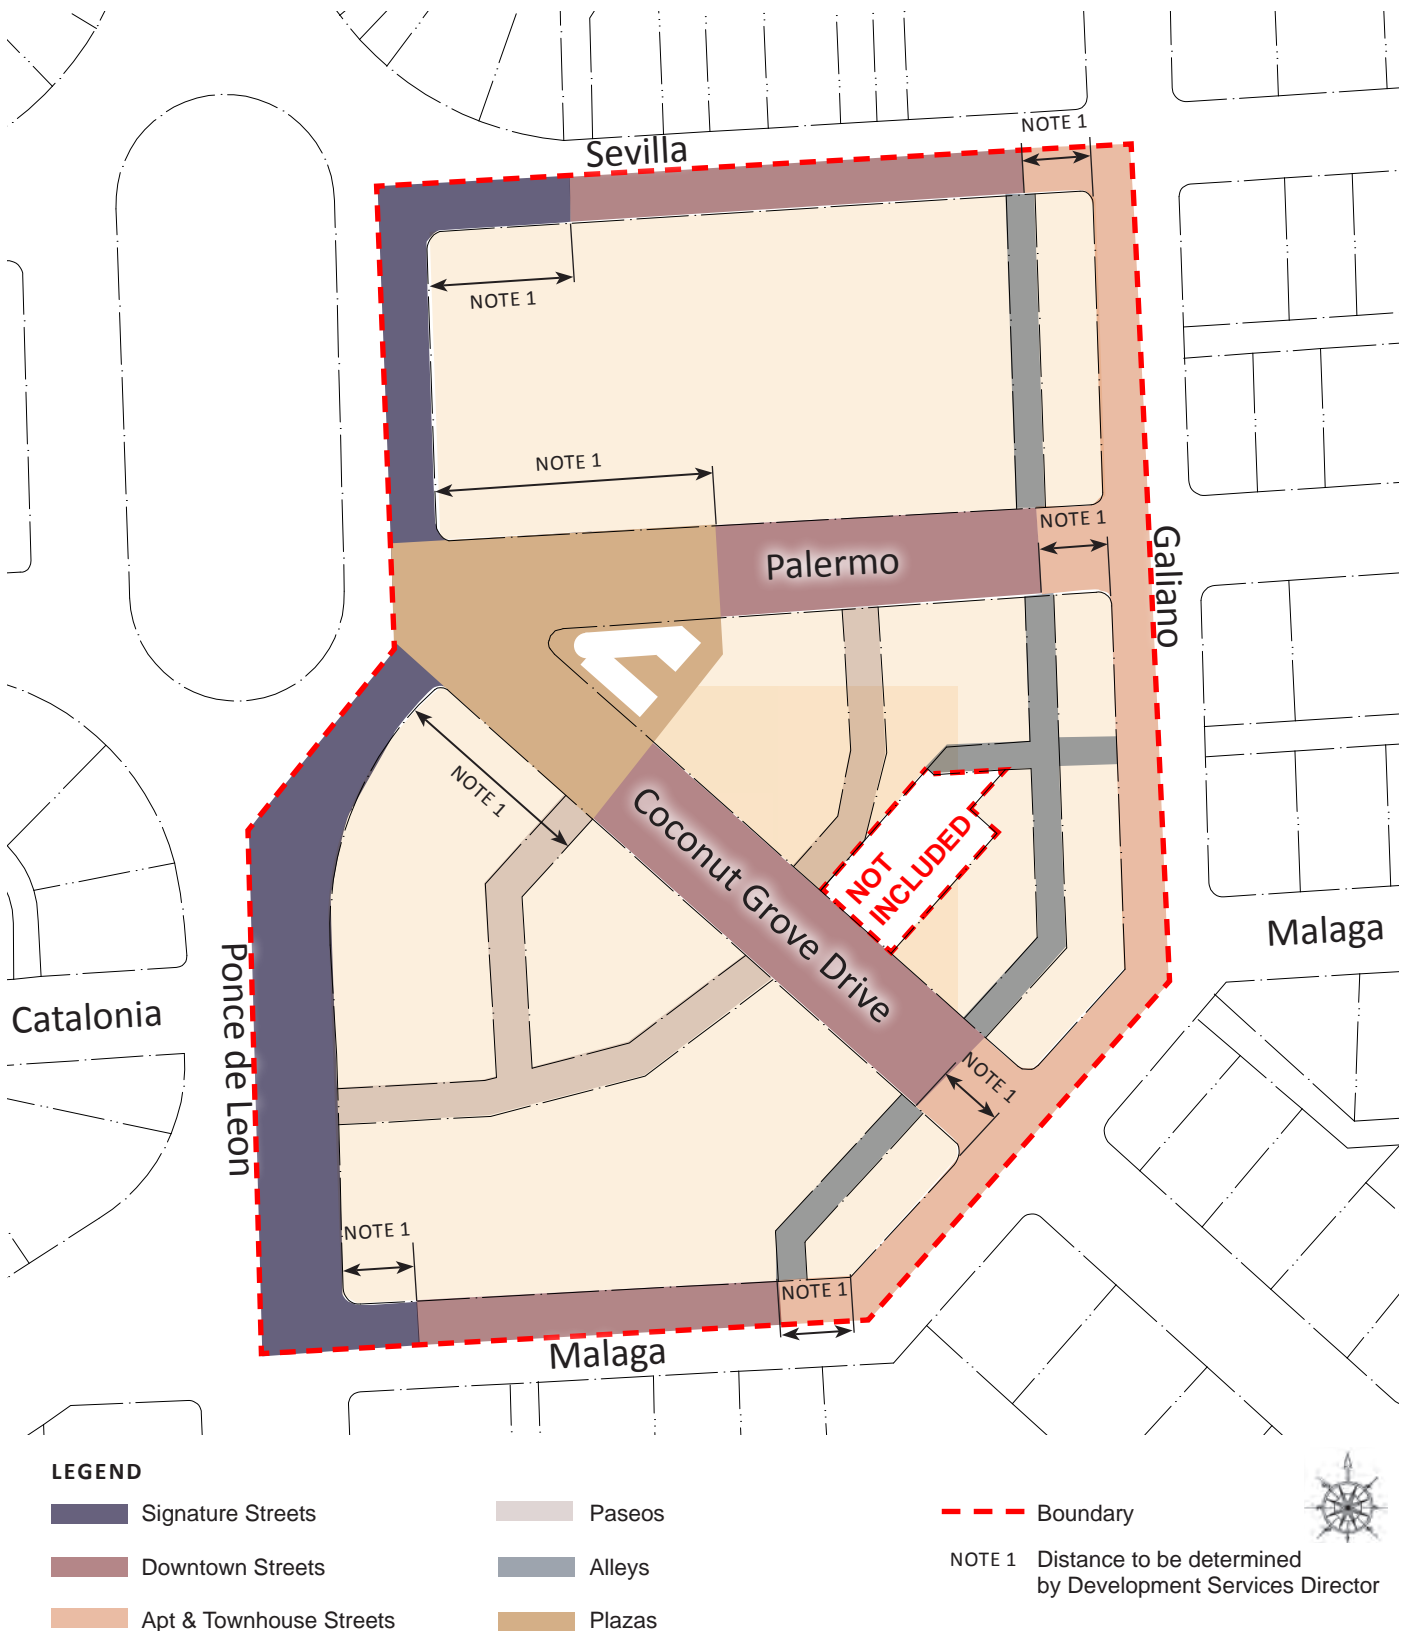 NOTE 1
Sevilla
NOTE 1
NOTE 1
NOTE 1
Palermo
Galiano
NOTE 1
Coconut Grove Drive
NOT
INCLUDED
Malaga
Ponce de Leon
Catalonia
NOTE 1
NOTE 1
NOTE 1
Malaga
LEGEND
Signature Streets
Paseos
Boundary
Downtown Streets
Alleys
NOTE 1 Distance to be determined
by Development Services Director
Apt & Townhouse Streets
Plazas